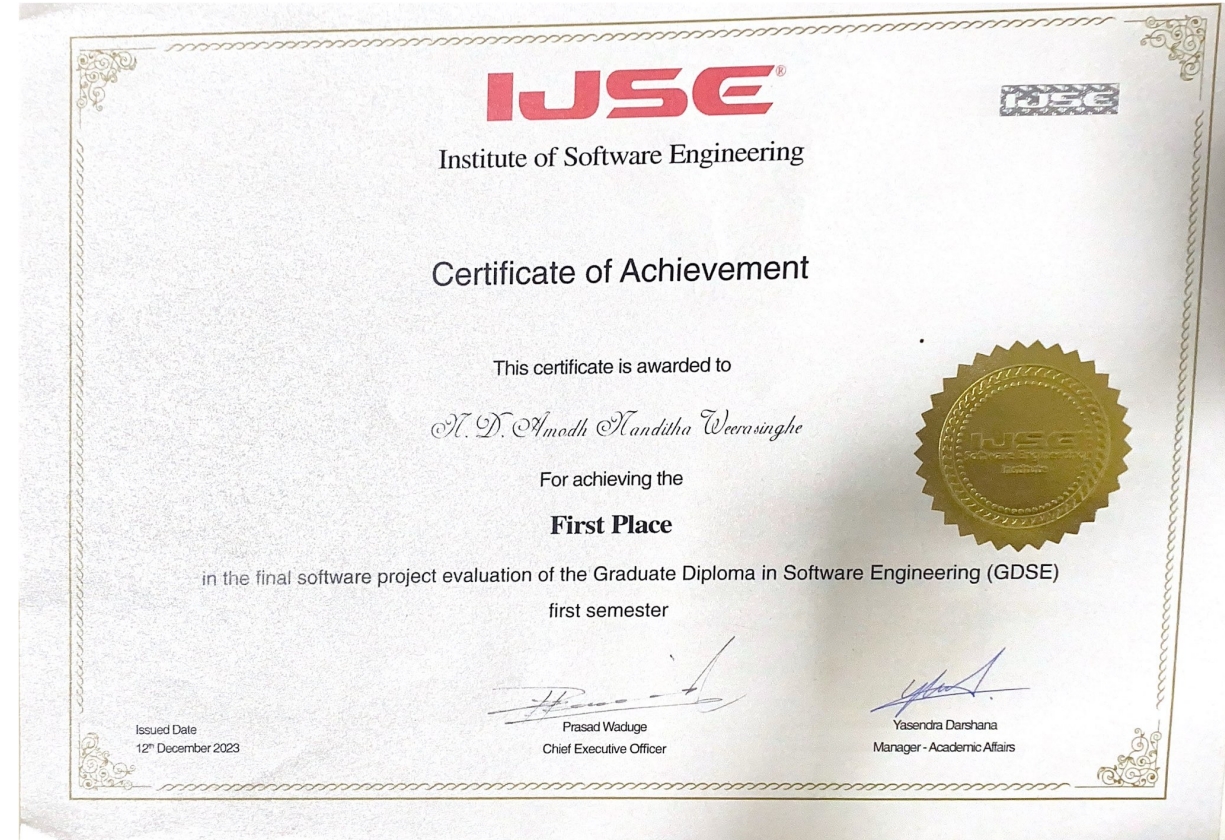 IJSE®
IJSE
Institute of Software Engineering
Certificate of Achievement
This certificate is awarded to
N. D. Amodh Nanditha Weerasinghe
For achieving the
First Place
in the final software project evaluation of the Graduate Diploma in Software Engineering (GDSE)
first semester
IJSE
Software Engineering
Institute
Prasad Waduge
Chief Executive Officer
Yasendra Darshana
Manager - Academic Affairs
Issued Date
12th December 2023